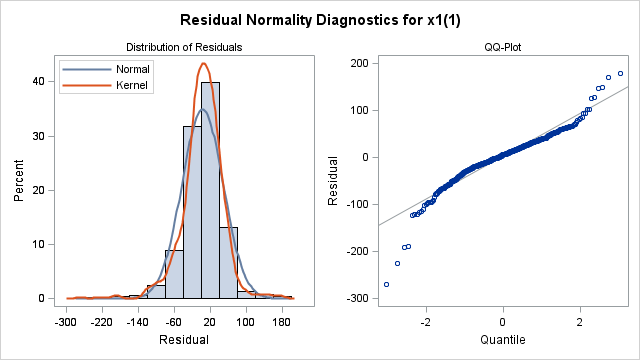 Residual Normality Diagnostics for x1(1)
Distribution of Residuals
Normal
Kernel
Percent
40
30
20
10
0
-300 -220 -140 -60 20 100 180
Residual
QQ-Plot
Residual
200
100
0
-100
-200
-300
-2 0 2
Quantile